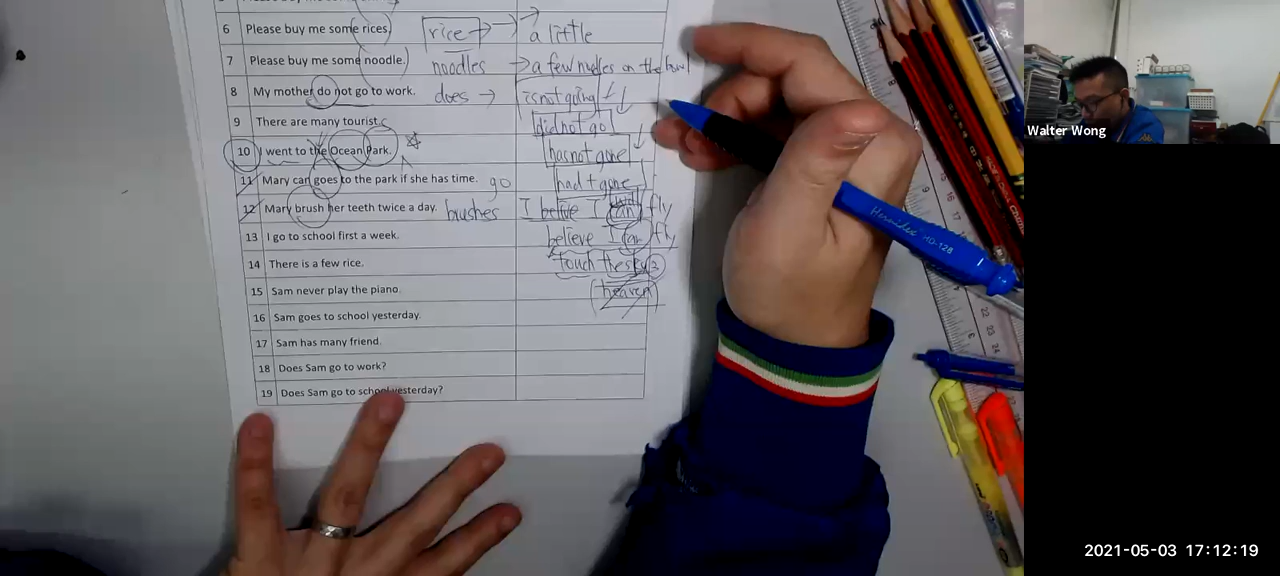 6 Please buy me some rices. rice → → a little
7 Please buy me some noodle. noodles → a few noodles on the bowl
8 My mother do not go to work. does → is not going
9 There are many tourist. s did not go
10 I went to the Ocean Park. has not gone
11 Mary can goes to the park if she has time. go had + gone
12 Mary brush her teeth twice a day. brushes I belive I can fly
13 I go to school first a week. believe I can fly
14 There is a few rice. touch the sky
15 Sam never play the piano. (heaven)
16 Sam goes to school yesterday.
17 Sam has many friend.
18 Does Sam go to work?
19 Does Sam go to school yesterday?
Walter Wong
2021-05-03 17:12:19